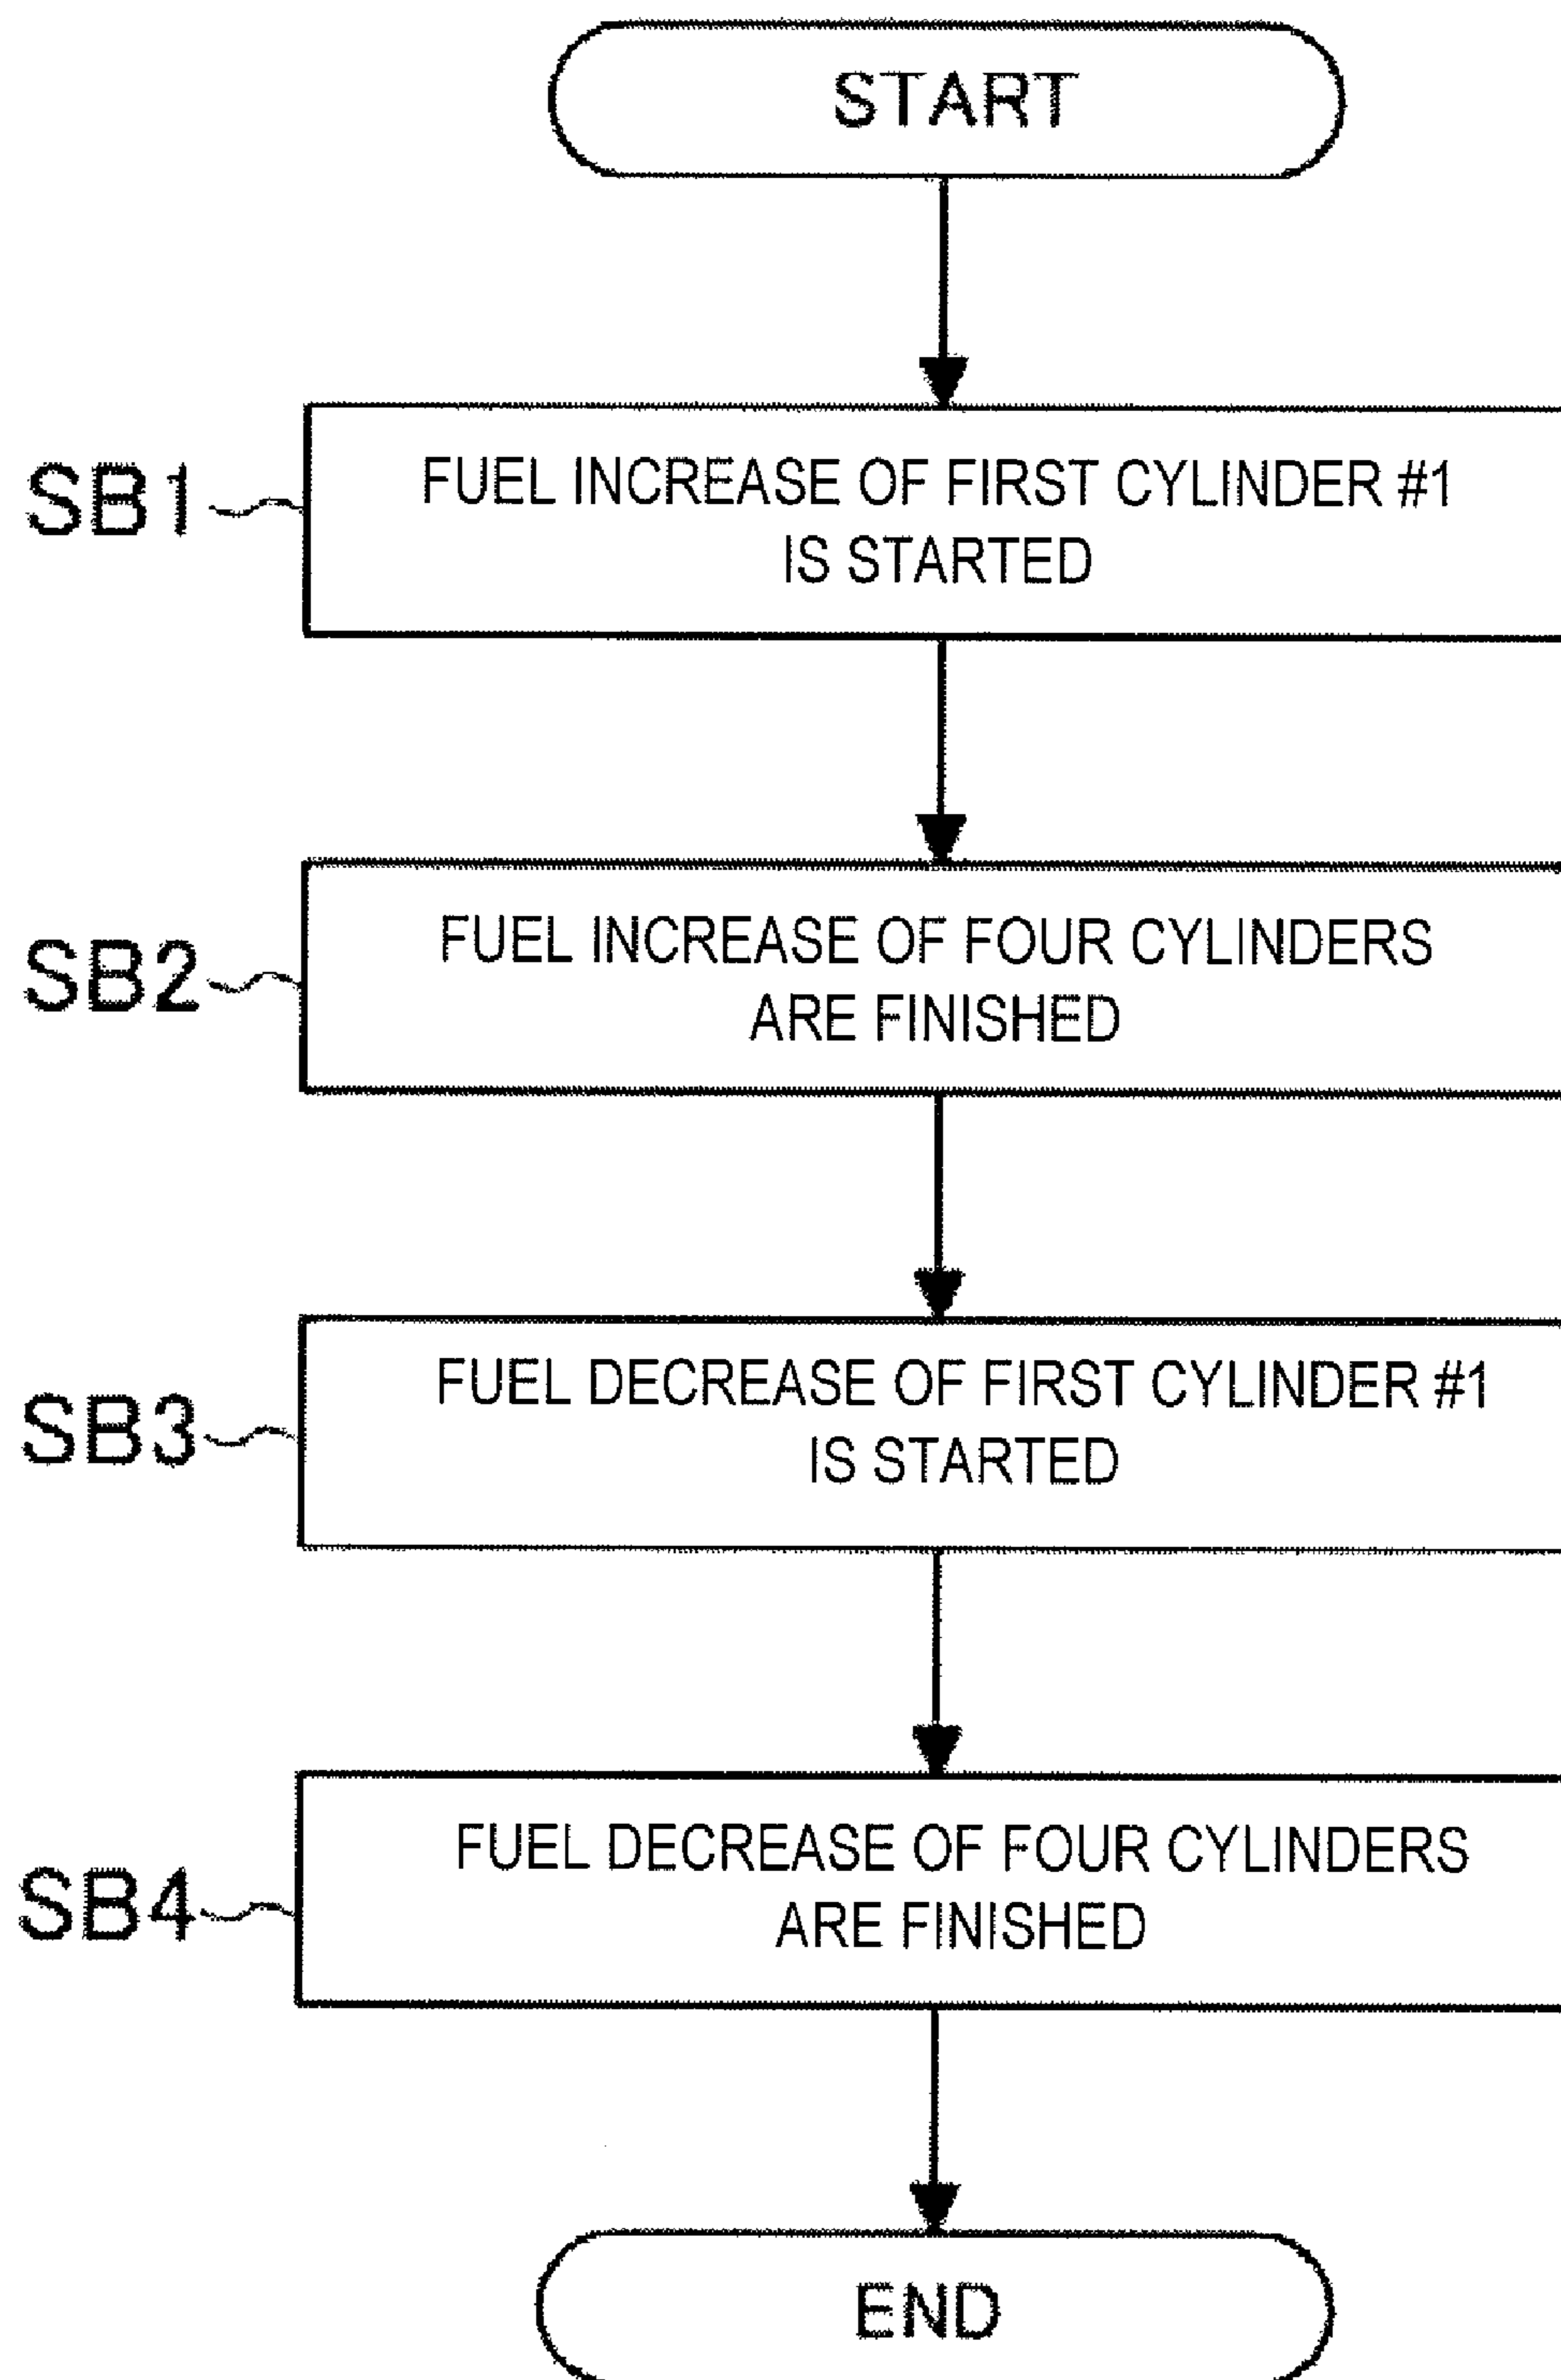 START
SB1
FUEL INCREASE OF FIRST CYLINDER #1
IS STARTED
SB2
FUEL INCREASE OF FOUR CYLINDERS
ARE FINISHED
SB3
FUEL DECREASE OF FIRST CYLINDER #1
IS STARTED
SB4
FUEL DECREASE OF FOUR CYLINDERS
ARE FINISHED
END